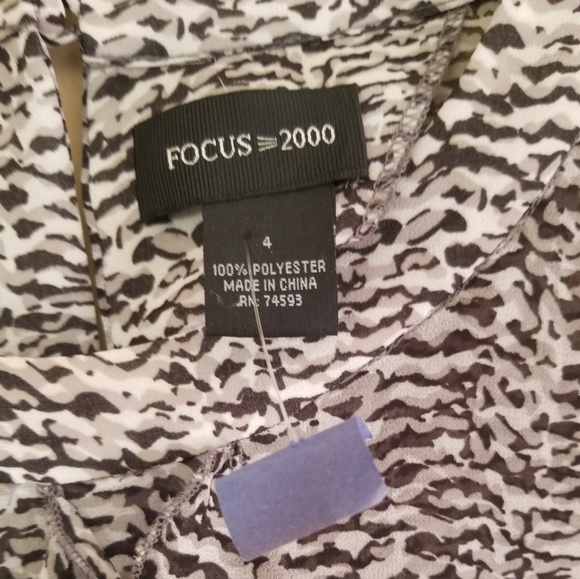 FOCUS 2000
4
100% POLYESTER
MADE IN CHINA
RN: 74593